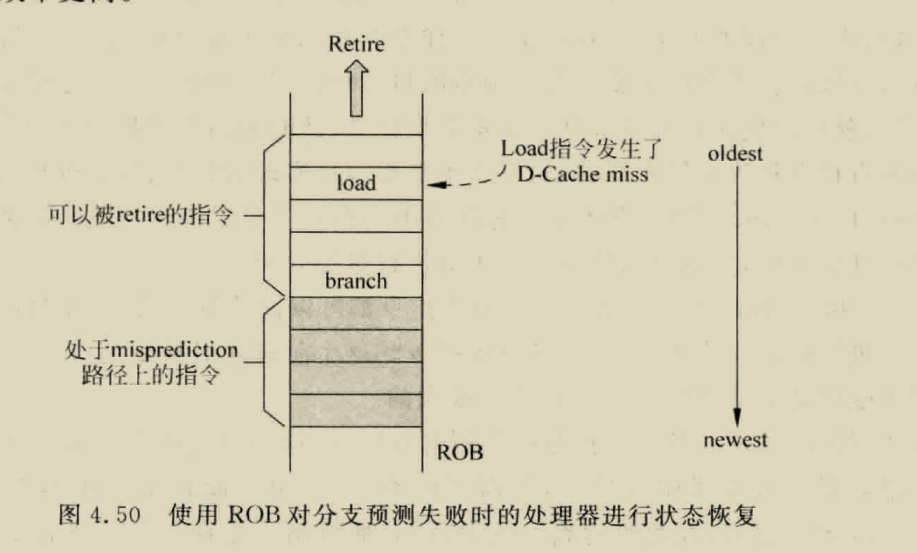 Retire
Load指令发生了
D-Cache miss
oldest
load
可以被retire的指令
branch
处于misprediction
路径上的指令
newest
ROB
图 4.50 使用 ROB 对分支预测失败时的处理器进行状态恢复